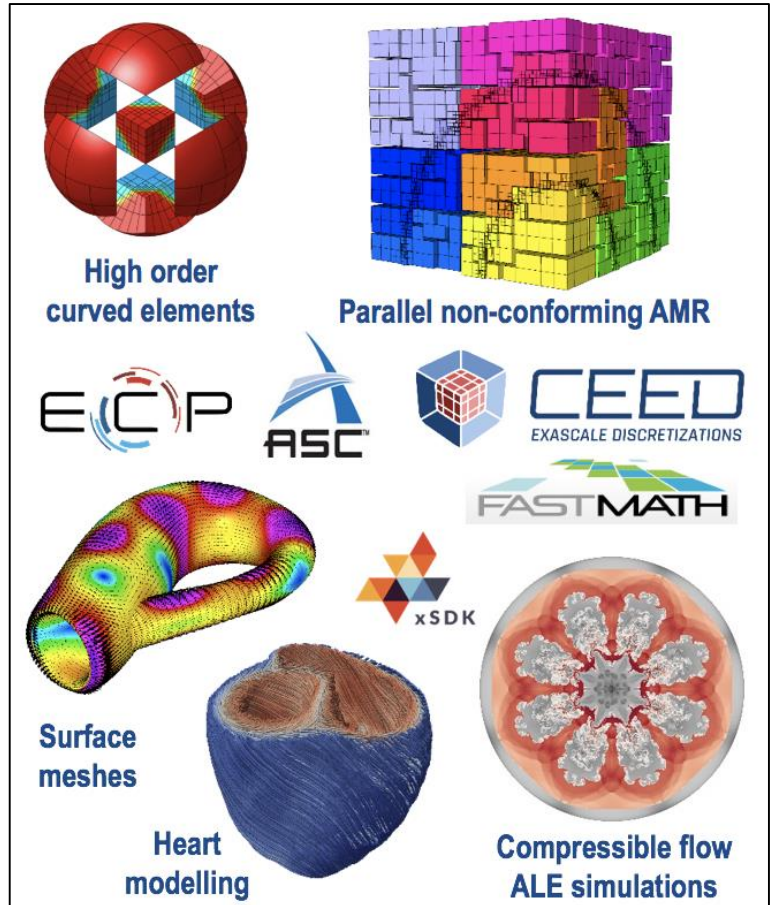 High order
curved elements
Parallel non-conforming AMR
ECP
ASC™
CEED
EXASCALE DISCRETIZATIONS
FASTMATH
xSDK
Surface
meshes
Heart
modelling
Compressible flow
ALE simulations